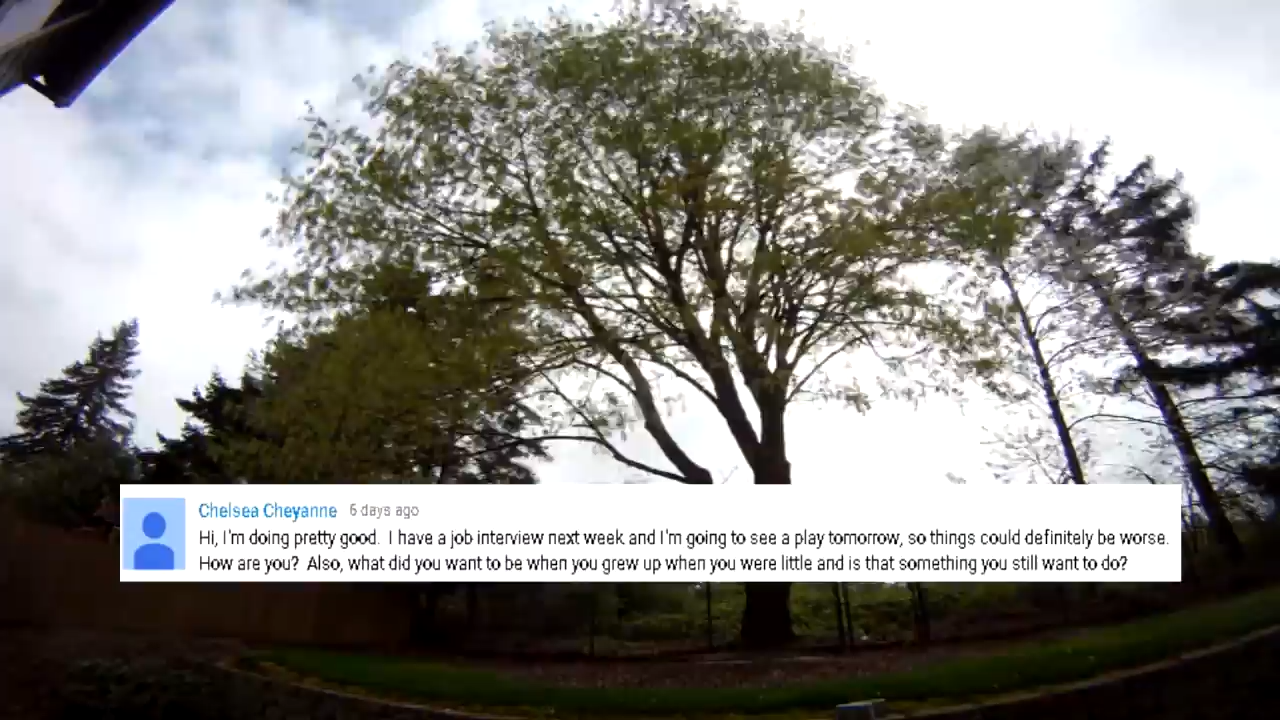 Chelsea Cheyanne 6 days ago
Hi, I'm doing pretty good. I have a job interview next week and I'm going to see a play tomorrow, so things could definitely be worse.
How are you? Also, what did you want to be when you grew up when you were little and is that something you still want to do?